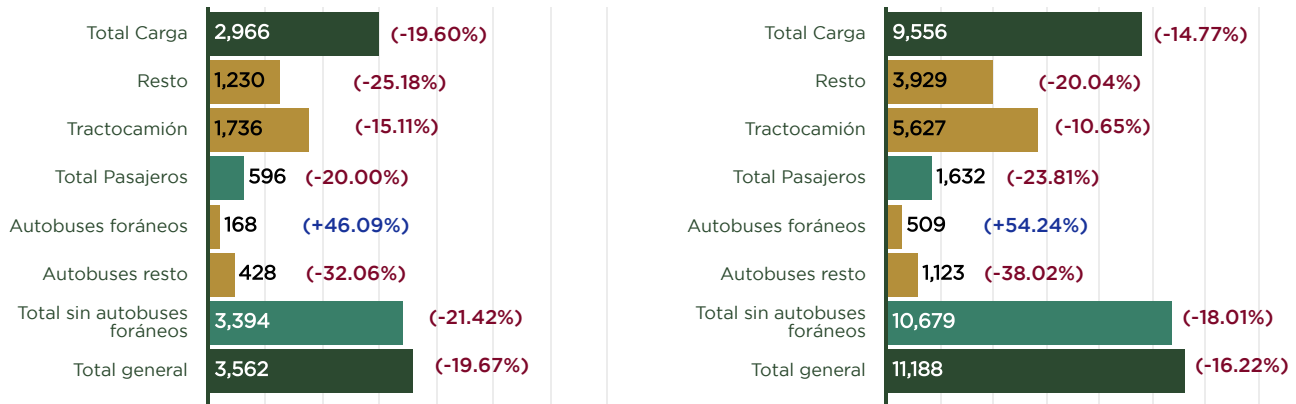 Total Carga 2,966 (-19.60%)
Resto 1,230 (-25.18%)
Tractocamión 1,736 (-15.11%)
Total Pasajeros 596 (-20.00%)
Autobuses foráneos 168 (+46.09%)
Autobuses resto 428 (-32.06%)
Total sin autobuses
foráneos 3,394 (-21.42%)
Total general 3,562 (-19.67%)
Total Carga 9,556 (-14.77%)
Resto 3,929 (-20.04%)
Tractocamión 5,627 (-10.65%)
Total Pasajeros 1,632 (-23.81%)
Autobuses foráneos 509 (+54.24%)
Autobuses resto 1,123 (-38.02%)
Total sin autobuses
foráneos 10,679 (-18.01%)
Total general 11,188 (-16.22%)